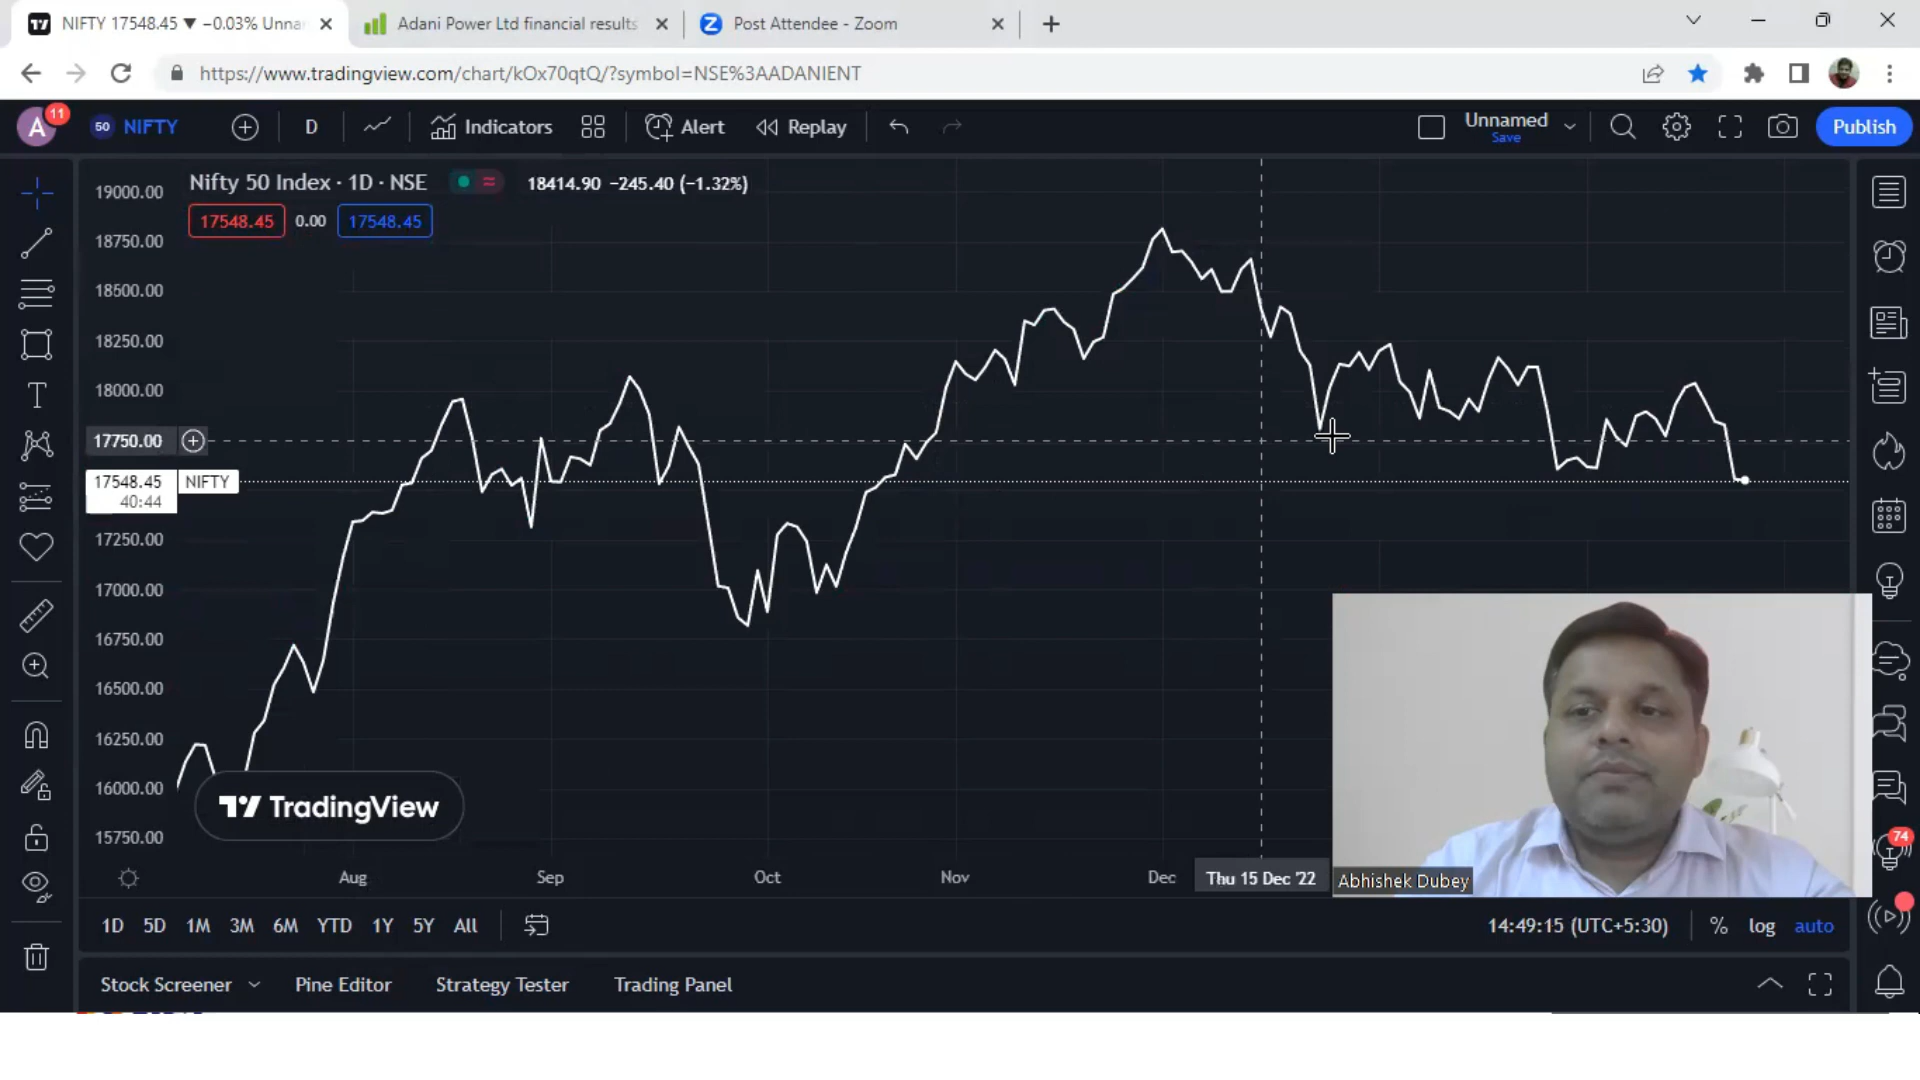 NIFTY 17548.45 ▼ −0.03% Unna
Adani Power Ltd financial results
Post Attendee - Zoom
https://www.tradingview.com/chart/kOx70qtQ/?symbol=NSE%3AADANIENT
A
11
50 NIFTY
D
Indicators
Alert
Replay
Unnamed
Save
Publish
Nifty 50 Index · 1D · NSE
18414.90 −245.40 (−1.32%)
17548.45 0.00 17548.45
19000.00
18750.00
18500.00
18250.00
18000.00
17750.00
17548.45 NIFTY
40:44
17250.00
17000.00
16750.00
16500.00
16250.00
16000.00
15750.00
TradingView
Aug Sep Oct Nov Dec Thu 15 Dec '22
Abhishek Dubey
74
1D 5D 1M 3M 6M YTD 1Y 5Y All
14:49:15 (UTC+5:30) % log auto
Stock Screener Pine Editor Strategy Tester Trading Panel